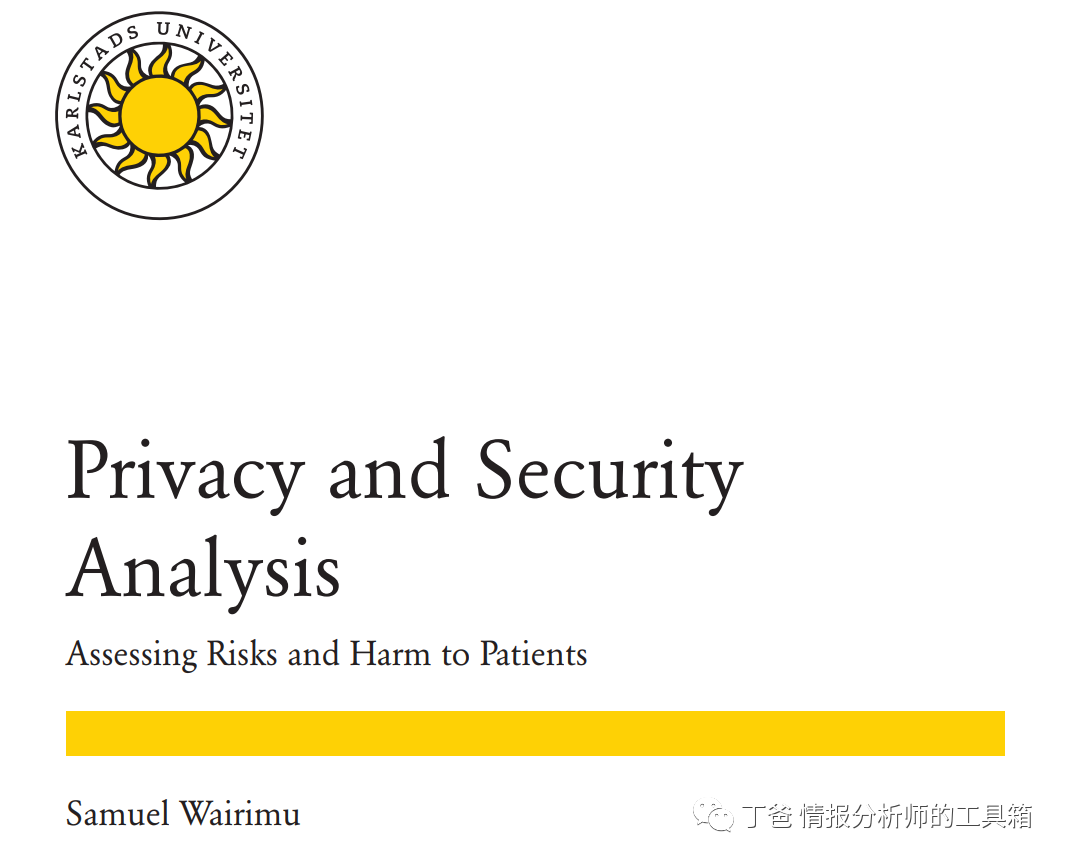 KARLSTADS UNIVERSITET
Privacy and Security
Analysis
Assessing Risks and Harm to Patients
Samuel Wairimu
丁爸 情报分析师的工具箱